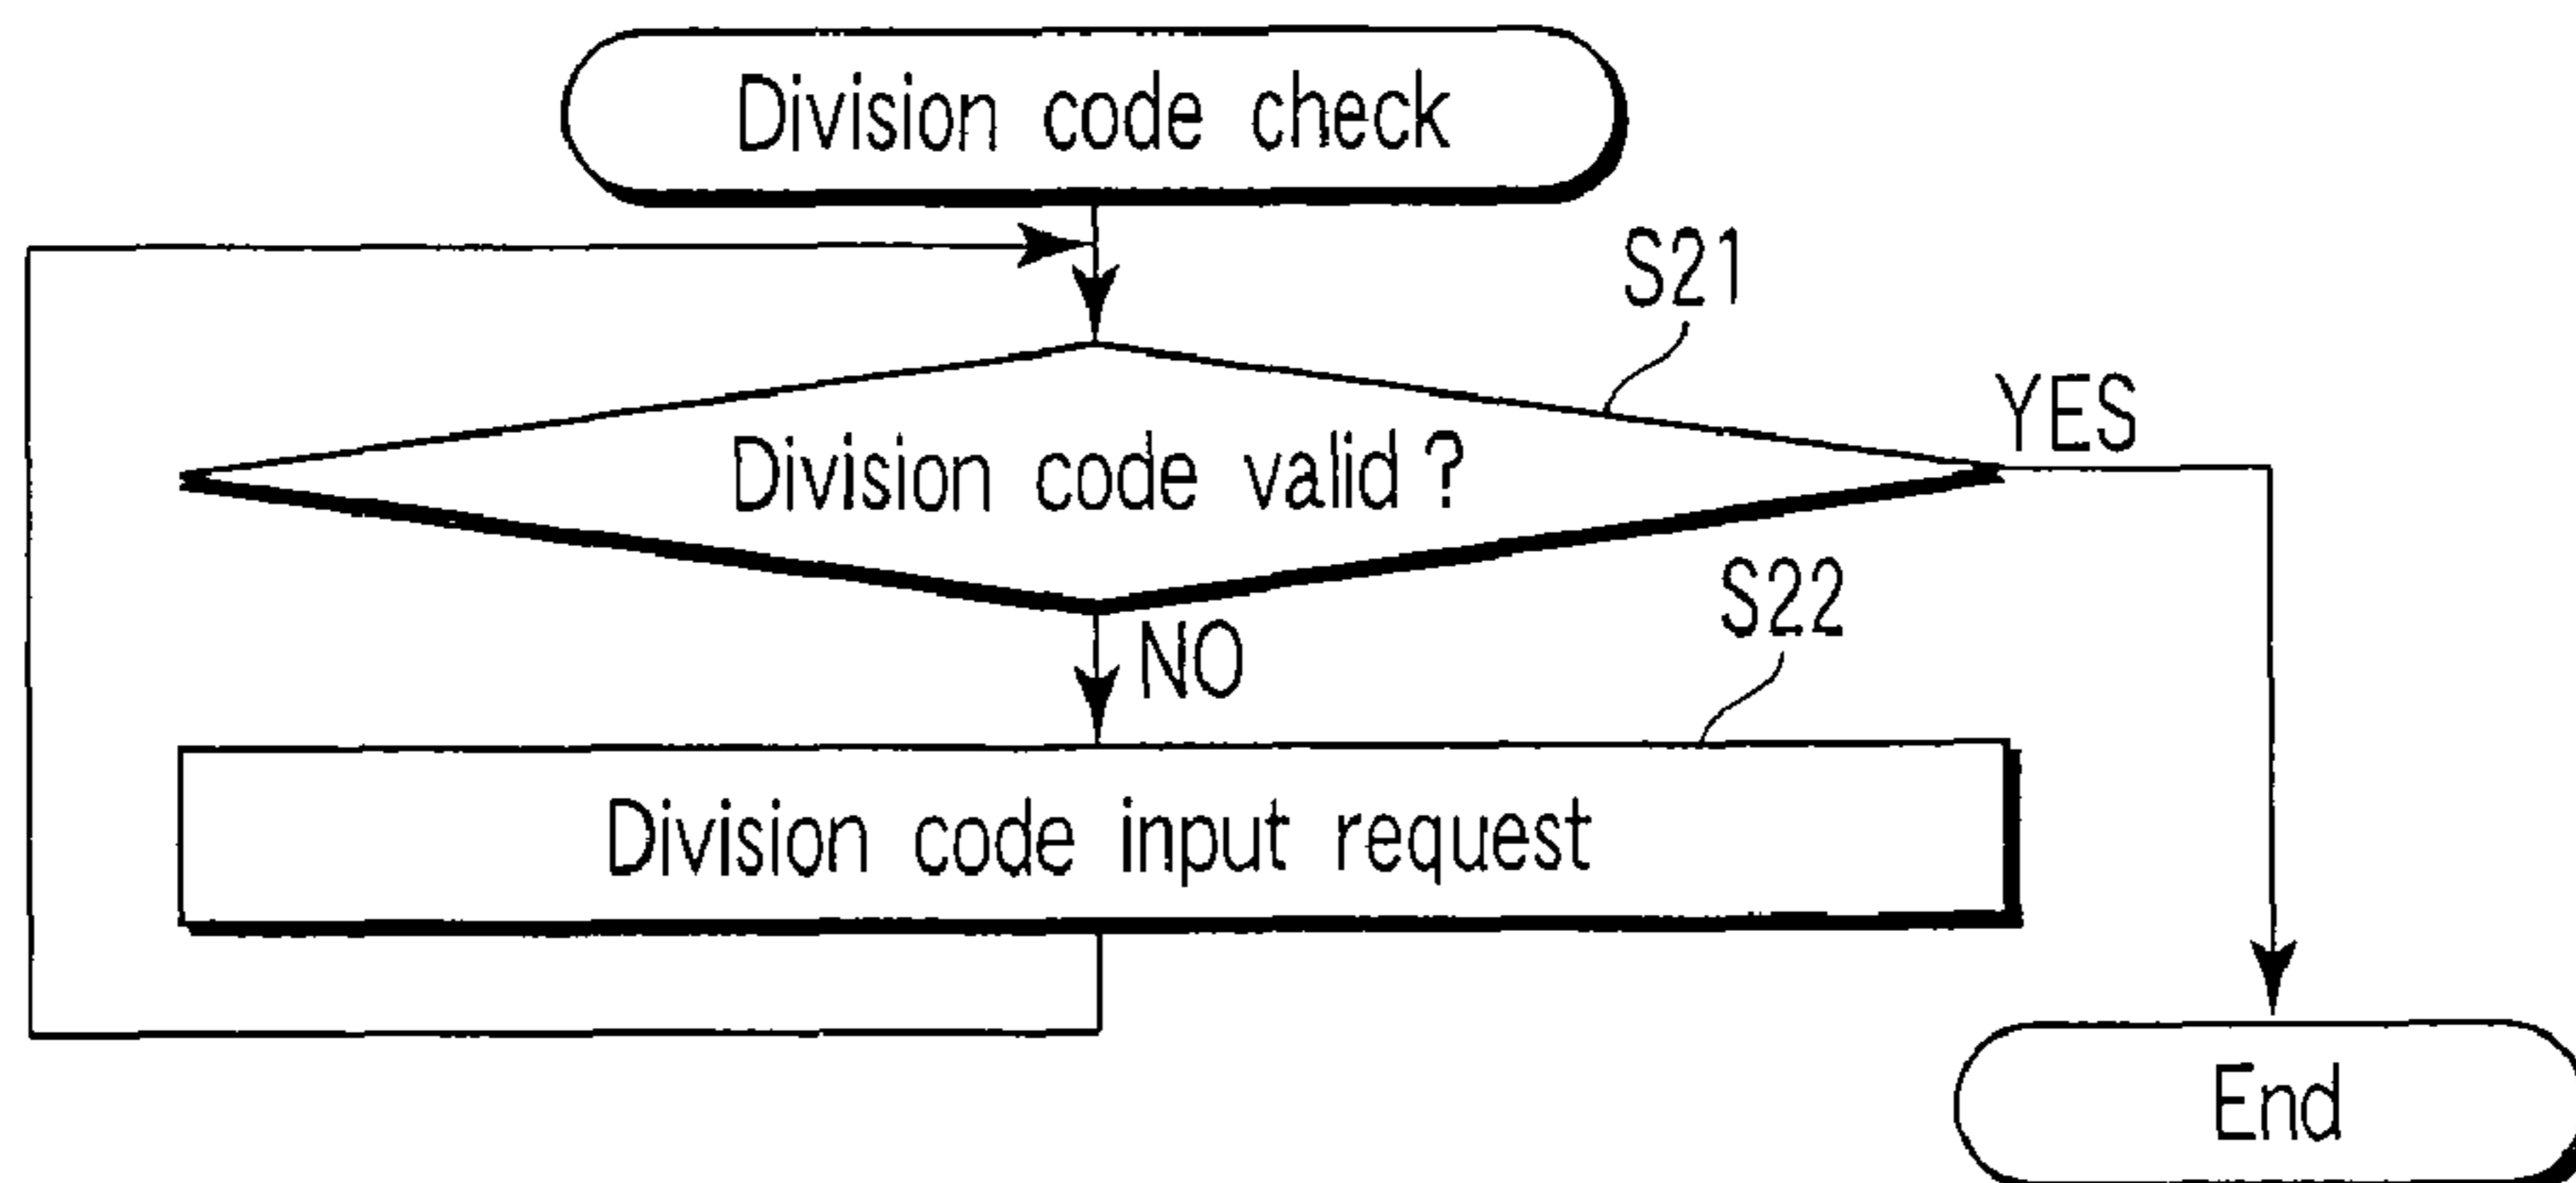 Division code check
S21
YES
Division code valid ?
S22
NO
Division code input request
End